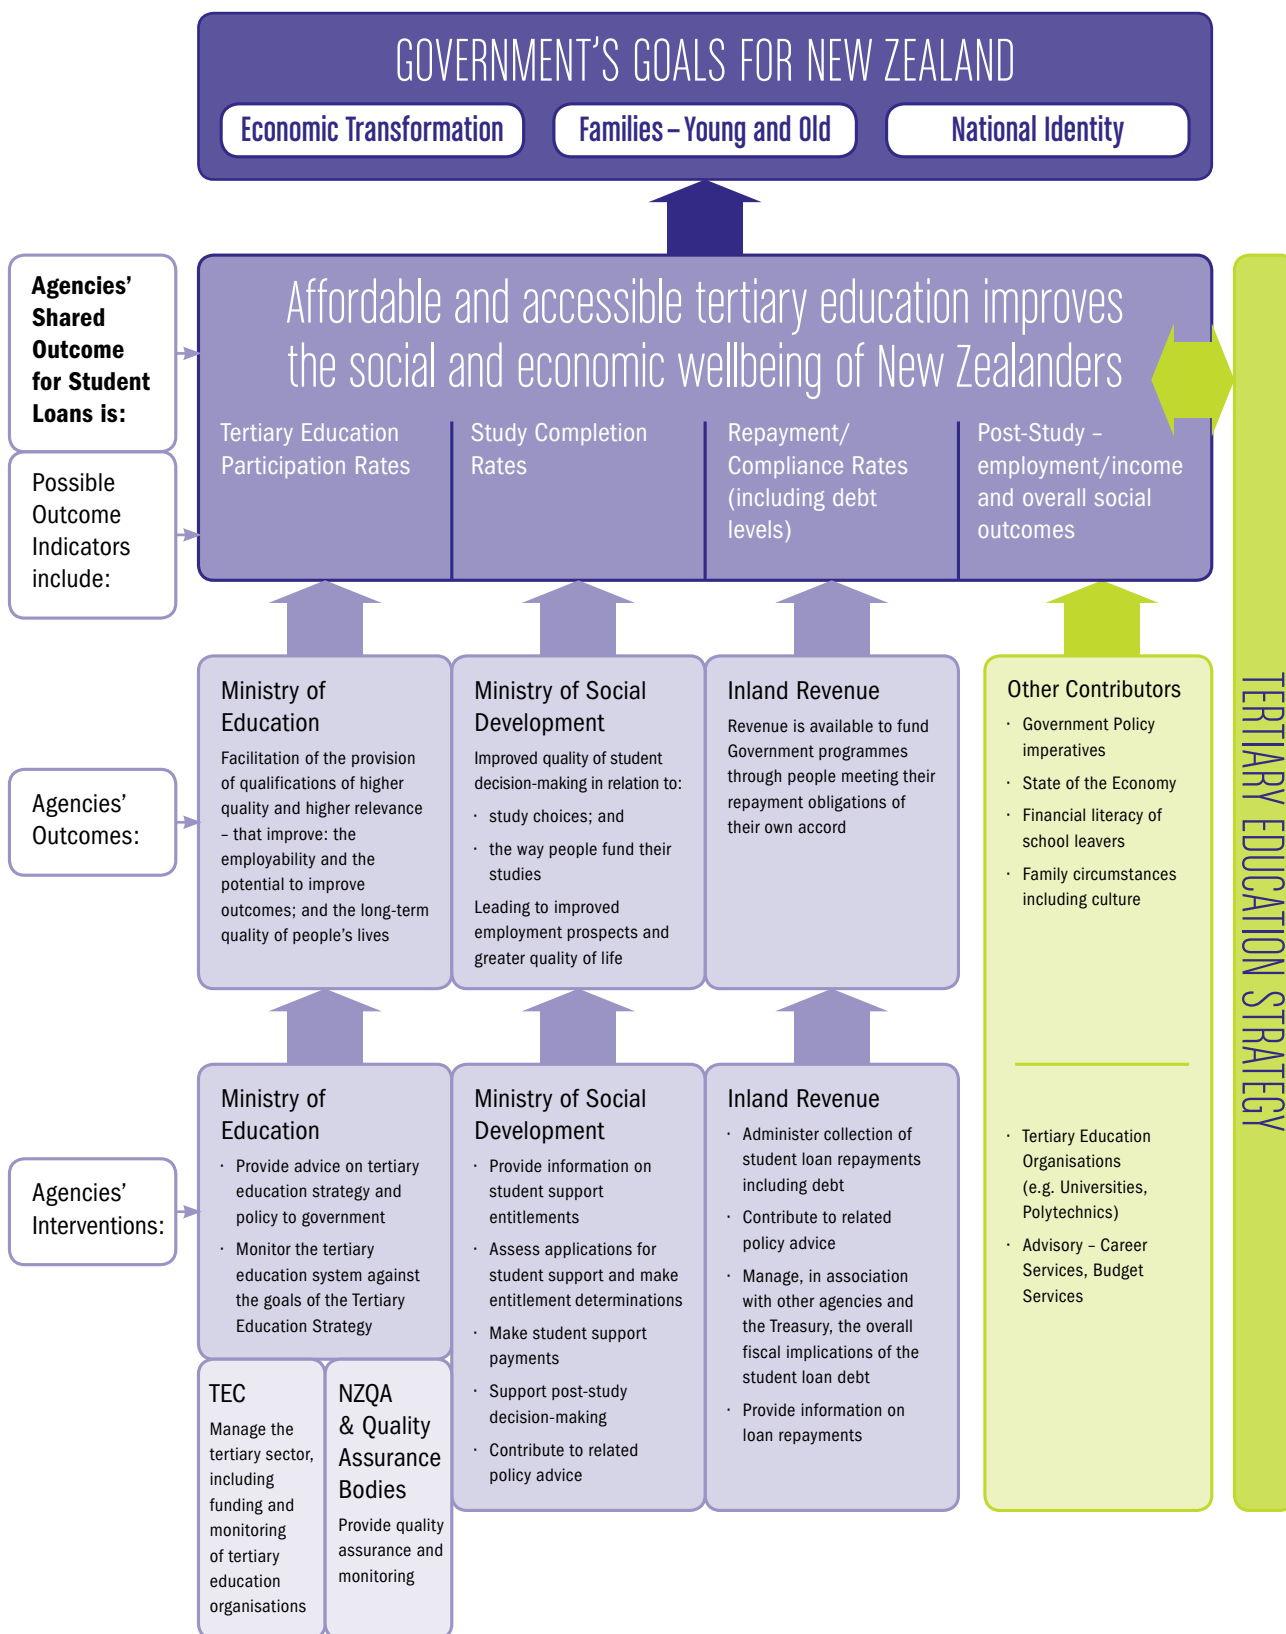 GOVERNMENT'S GOALS FOR NEW ZEALAND
Economic Transformation
Families – Young and Old
National Identity
Agencies'
Shared
Outcome
for Student
Loans is:
Affordable and accessible tertiary education improves
the social and economic wellbeing of New Zealanders
Possible
Outcome
Indicators
include:
Tertiary Education
Participation Rates
Study Completion
Rates
Repayment/
Compliance Rates
(including debt
levels)
Post-Study –
employment/income
and overall social
outcomes
TERTIARY EDUCATION STRATEGY
Agencies'
Outcomes:
Ministry of
Education
Facilitation of the provision
of qualifications of higher
quality and higher relevance
– that improve: the
employability and the
potential to improve
outcomes; and the long-term
quality of people's lives
Ministry of Social
Development
Improved quality of student
decision-making in relation to:
· study choices; and
· the way people fund their
studies
Leading to improved
employment prospects and
greater quality of life
Inland Revenue
Revenue is available to fund
Government programmes
through people meeting their
repayment obligations of
their own accord
Other Contributors
· Government Policy
imperatives
· State of the Economy
· Financial literacy of
school leavers
· Family circumstances
including culture
Agencies'
Interventions:
Ministry of
Education
· Provide advice on tertiary
education strategy and
policy to government
· Monitor the tertiary
education system against
the goals of the Tertiary
Education Strategy
TEC
Manage the
tertiary sector,
including
funding and
monitoring
of tertiary
education
organisations
NZQA
& Quality
Assurance
Bodies
Provide quality
assurance and
monitoring
Ministry of Social
Development
· Provide information on
student support
entitlements
· Assess applications for
student support and make
entitlement determinations
· Make student support
payments
· Support post-study
decision-making
· Contribute to related
policy advice
Inland Revenue
· Administer collection of
student loan repayments
including debt
· Contribute to related
policy advice
· Manage, in association
with other agencies and
the Treasury, the overall
fiscal implications of the
student loan debt
· Provide information on
loan repayments
· Tertiary Education
Organisations
(e.g. Universities,
Polytechnics)
· Advisory – Career
Services, Budget
Services